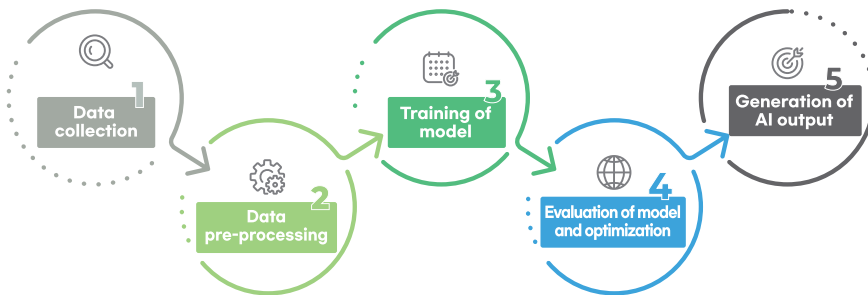 1
Data
collection
2
Data
pre-processing
3
Training of
model
4
Evaluation of model
and optimization
5
Generation of
AI output